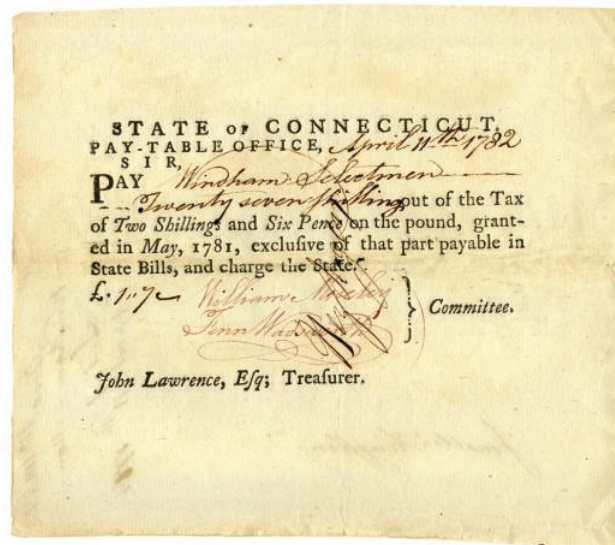 STATE OF CONNECTICUT.
PAY-TABLE OFFICE, April 11th 1782
SIR,
PAY Windham Selectmen
Twenty seven shillings out of the Tax
of Two Shillings and Six Pence on the pound, grant-
ed in May, 1781, exclusive of that part payable in
State Bills, and charge the State.
£. 1,,7 William Moseley
Fenn Wadsworth } Committee.
John Lawrence, Esq; Treaſurer.